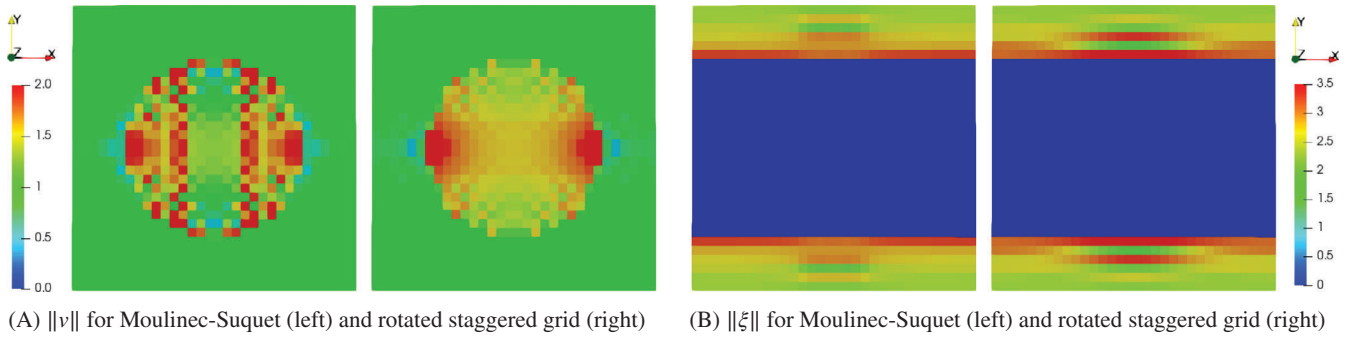 Y
Z
X
2.0
1.5
1
0.5
0.0
Y
Z
X
3.5
3
2.5
2
1.5
1
0.5
0
(A) ‖v‖ for Moulinec-Suquet (left) and rotated staggered grid (right)
(B) ‖ξ‖ for Moulinec-Suquet (left) and rotated staggered grid (right)